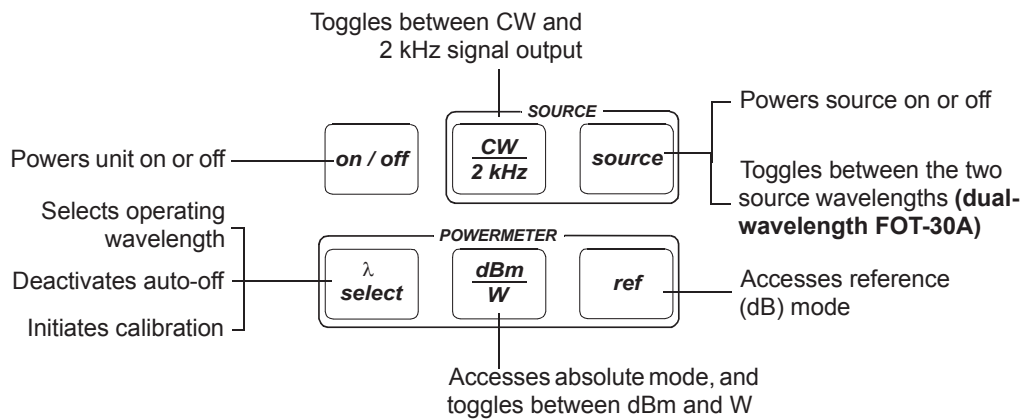 Toggles between CW and
2 kHz signal output
SOURCE
Powers unit on or off
on / off
CW
2 kHz
source
Powers source on or off
Toggles between the two
source wavelengths (dual-
wavelength FOT-30A)
Selects operating
wavelength
Deactivates auto-off
Initiates calibration
POWERMETER
λ
select
dBm
W
ref
Accesses reference
(dB) mode
Accesses absolute mode, and
toggles between dBm and W